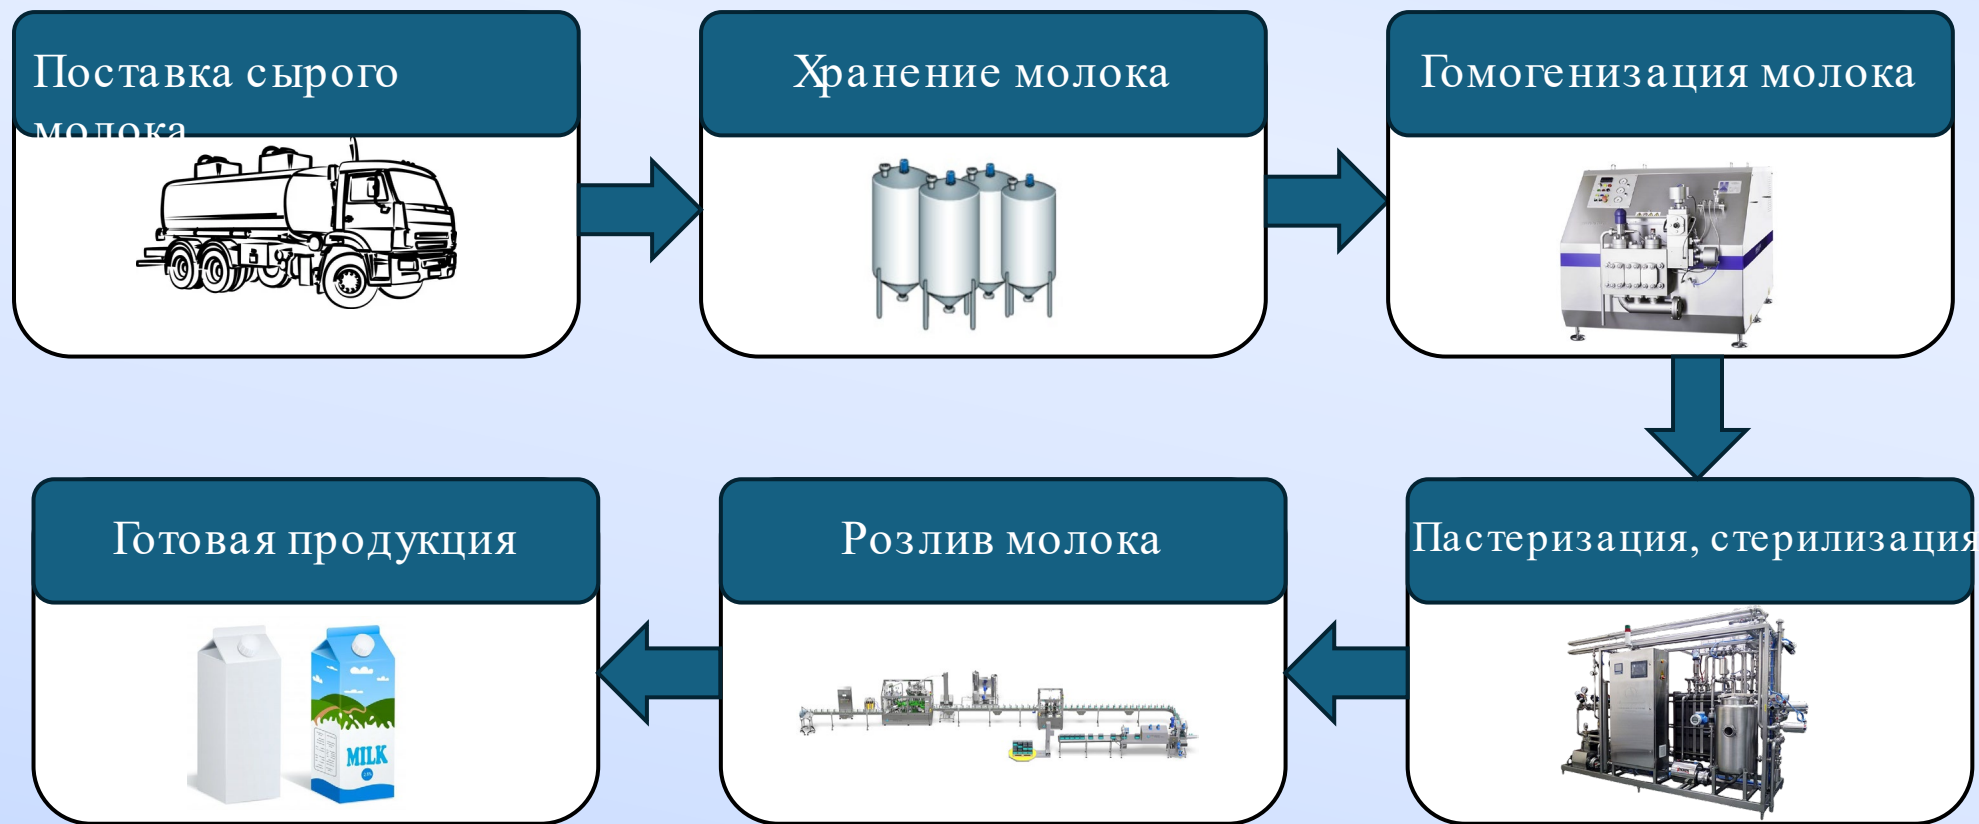 Поставка сырого
молока
Хранение молока
Гомогенизация молока
Готовая продукция
Розлив молока
Пастеризация, стерилизация
MILK